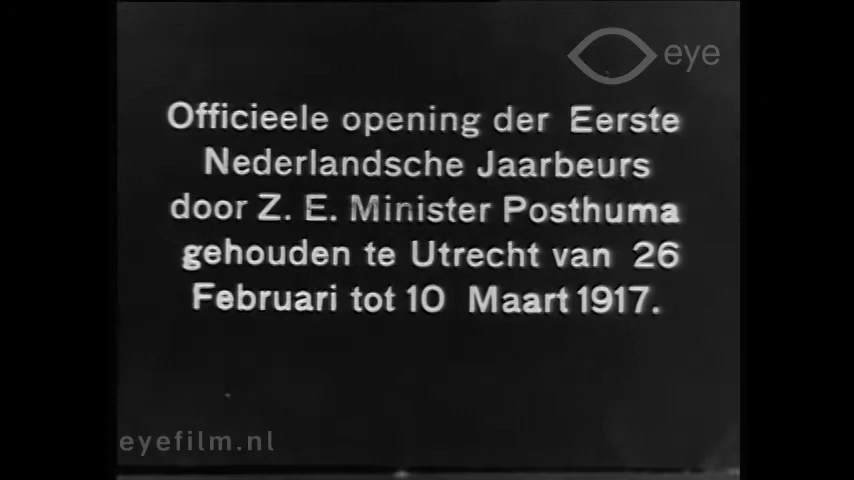 eye
Officieele opening der Eerste
Nederlandsche Jaarbeurs
door Z. E. Minister Posthuma
gehouden te Utrecht van 26
Februari tot 10 Maart 1917.
eyefilm.nl